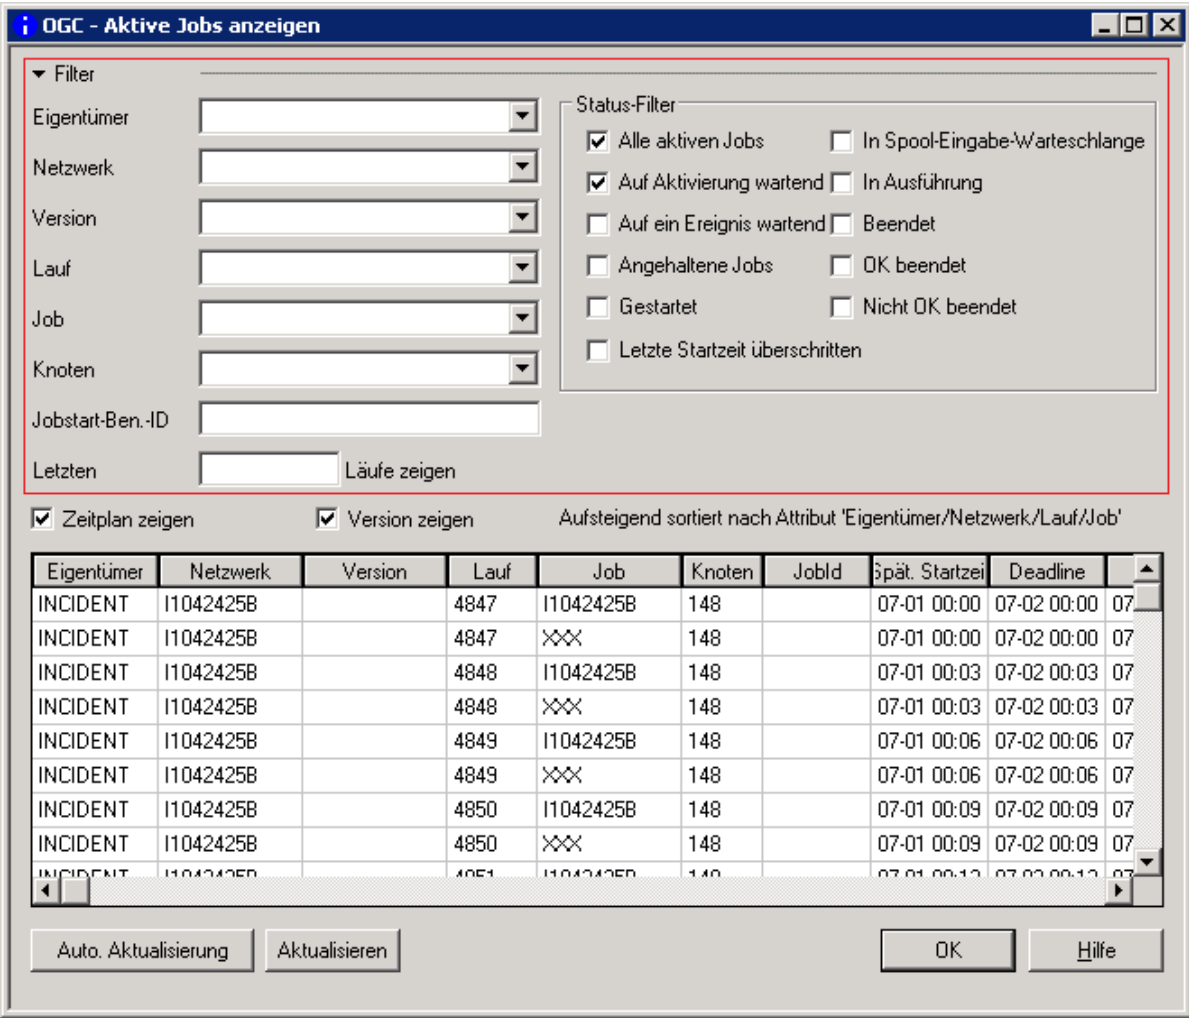 OGC - Aktive Jobs anzeigen
Filter
Eigentümer
Netzwerk
Version
Lauf
Job
Knoten
Jobstart-Ben.-ID
Letzten Läufe zeigen
Status-Filter
Alle aktiven Jobs In Spool-Eingabe-Warteschlange
Auf Aktivierung wartend In Ausführung
Auf ein Ereignis wartend Beendet
Angehaltene Jobs OK beendet
Gestartet Nicht OK beendet
Letzte Startzeit überschritten
Zeitplan zeigen Version zeigen Aufsteigend sortiert nach Attribut 'Eigentümer/Netzwerk/Lauf/Job'
Eigentümer Netzwerk Version Lauf Job Knoten JobId Spät. Startzei Deadline
INCIDENT I1042425B 4847 I1042425B 148 07-01 00:00 07-02 00:00 07
INCIDENT I1042425B 4847 XXX 148 07-01 00:00 07-02 00:00 07
INCIDENT I1042425B 4848 I1042425B 148 07-01 00:03 07-02 00:03 07
INCIDENT I1042425B 4848 XXX 148 07-01 00:03 07-02 00:03 07
INCIDENT I1042425B 4849 I1042425B 148 07-01 00:06 07-02 00:06 07
INCIDENT I1042425B 4849 XXX 148 07-01 00:06 07-02 00:06 07
INCIDENT I1042425B 4850 I1042425B 148 07-01 00:09 07-02 00:09 07
INCIDENT I1042425B 4850 XXX 148 07-01 00:09 07-02 00:09 07
Auto. Aktualisierung Aktualisieren OK Hilfe